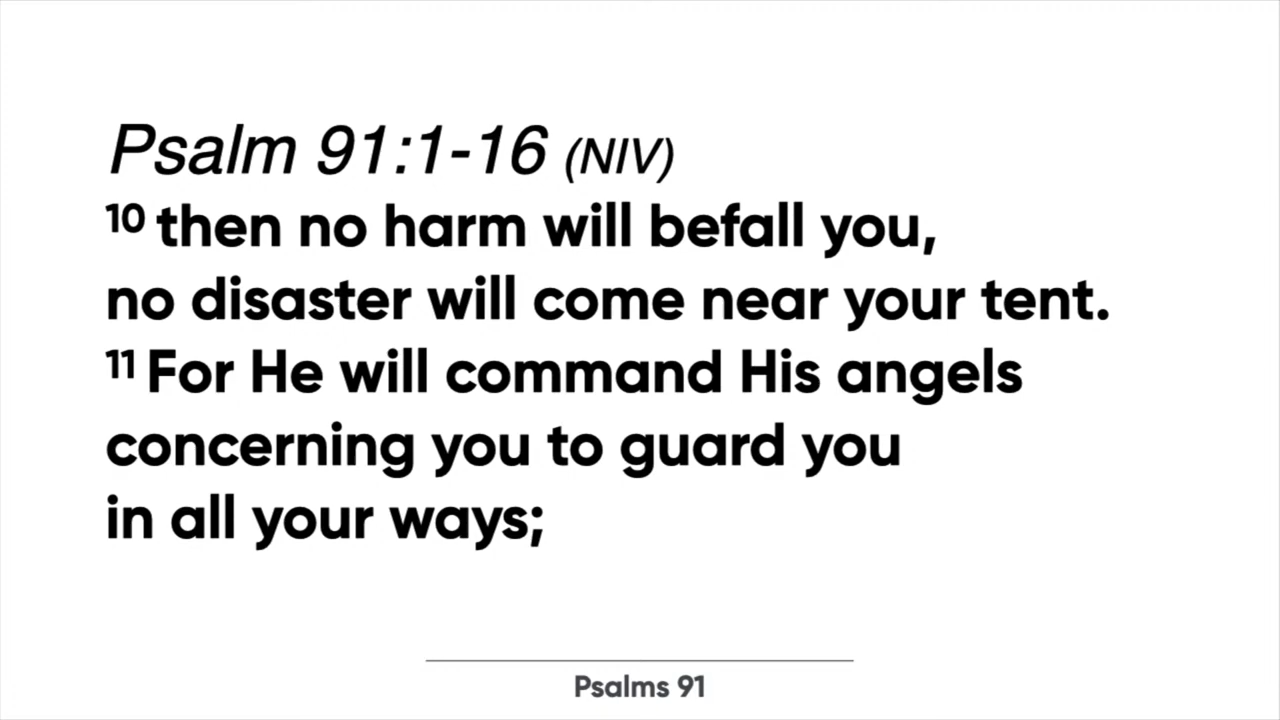 Psalm 91:1-16 (NIV)
10 then no harm will befall you,
no disaster will come near your tent.
11 For He will command His angels
concerning you to guard you
in all your ways;
Psalms 91